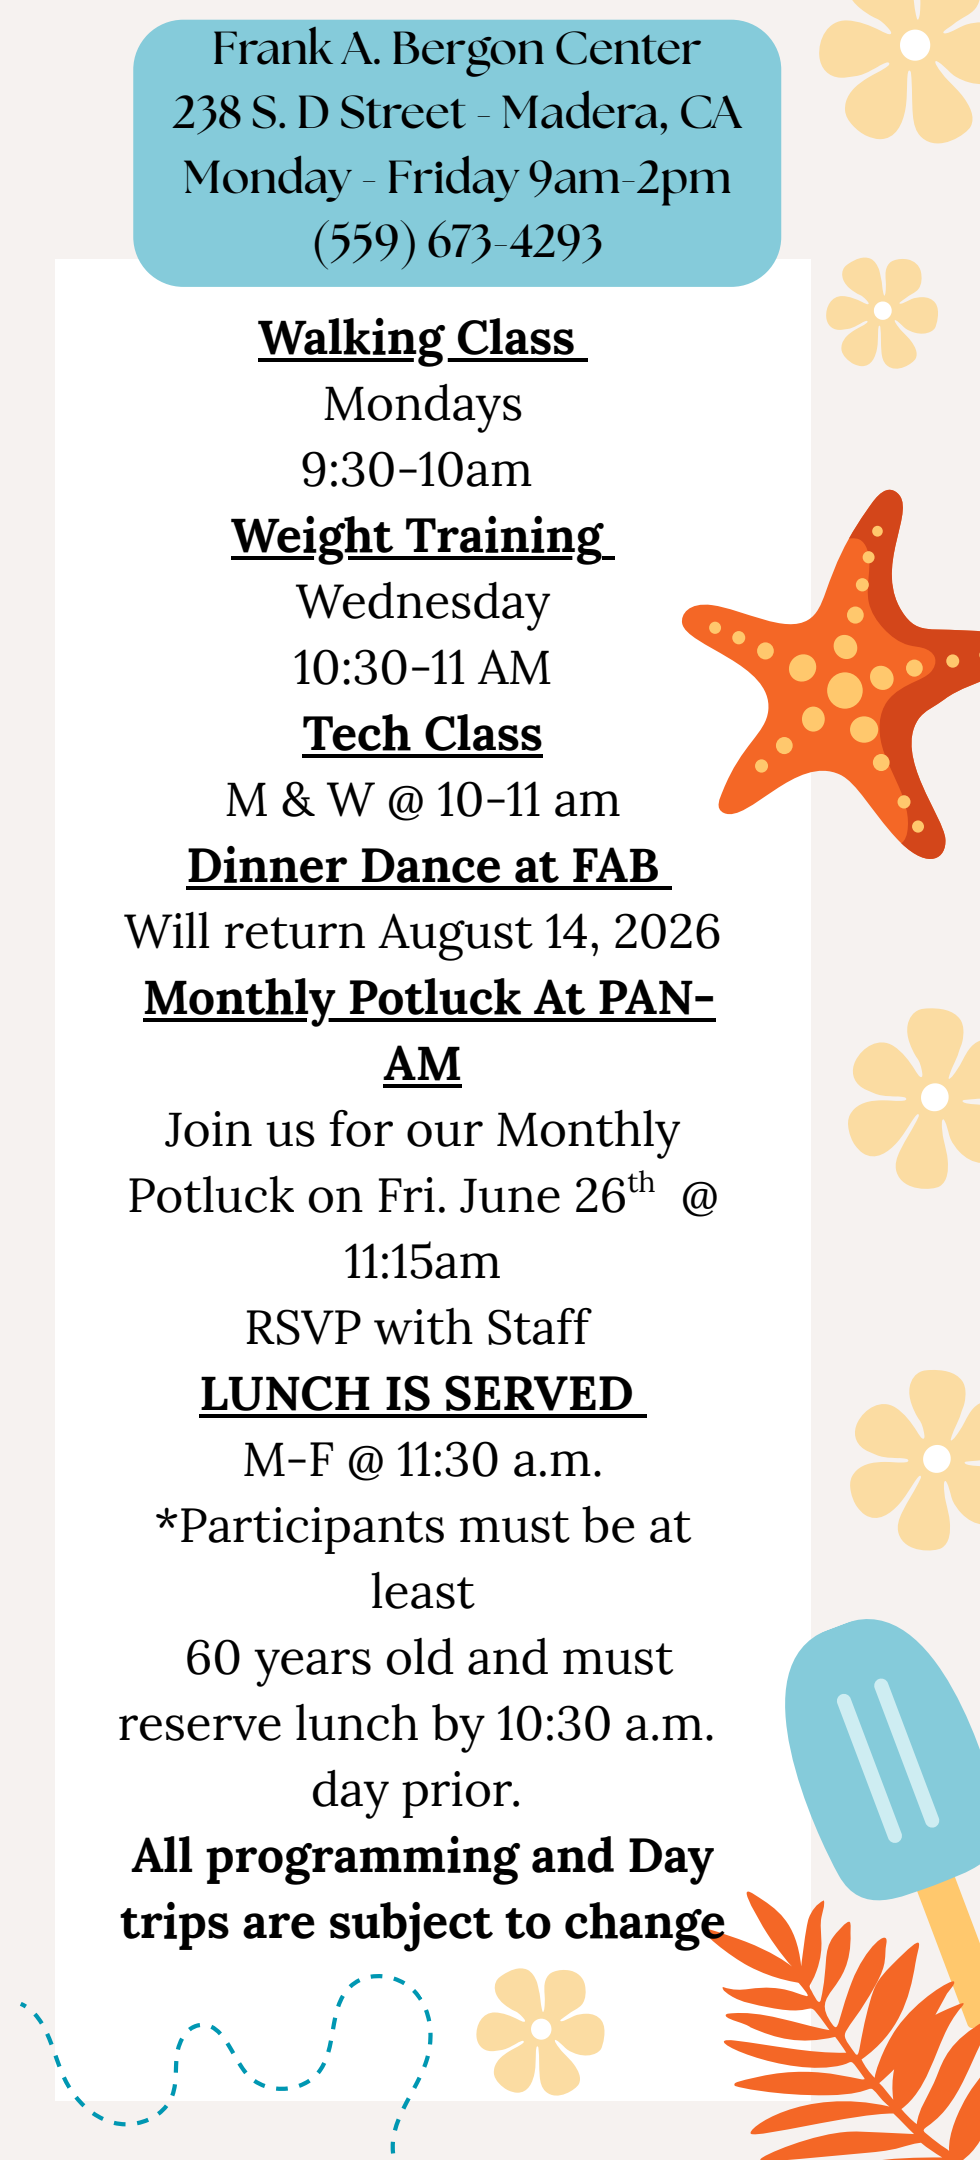 Frank A. Bergon Center
238 S. D Street - Madera, CA
Monday - Friday 9am-2pm
(559) 673-4293
Walking Class
Mondays
9:30-10am
Weight Training
Wednesday
10:30-11 AM
Tech Class
M & W @ 10-11 am
Dinner Dance at FAB
Will return August 14, 2026
Monthly Potluck At PAN-
AM
Join us for our Monthly
Potluck on Fri. June 26th @
11:15am
RSVP with Staff
LUNCH IS SERVED
M-F @ 11:30 a.m.
*Participants must be at
least
60 years old and must
reserve lunch by 10:30 a.m.
day prior.
All programming and Day
trips are subject to change